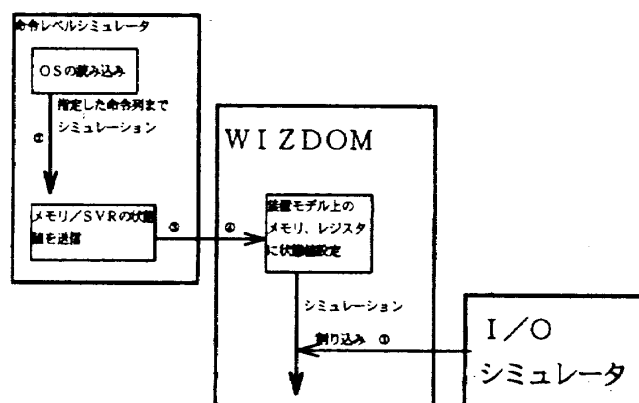 命令レベルシミュレータ
OSの読み込み
指定した命令列まで
シミュレーション
②
メモリ/SVRの状態
値を送信
③
WIZDOM
④
装置モデル上の
メモリ、レジスタ
に状態値設定
シミュレーション
割り込み ①
I/O
シミュレータ